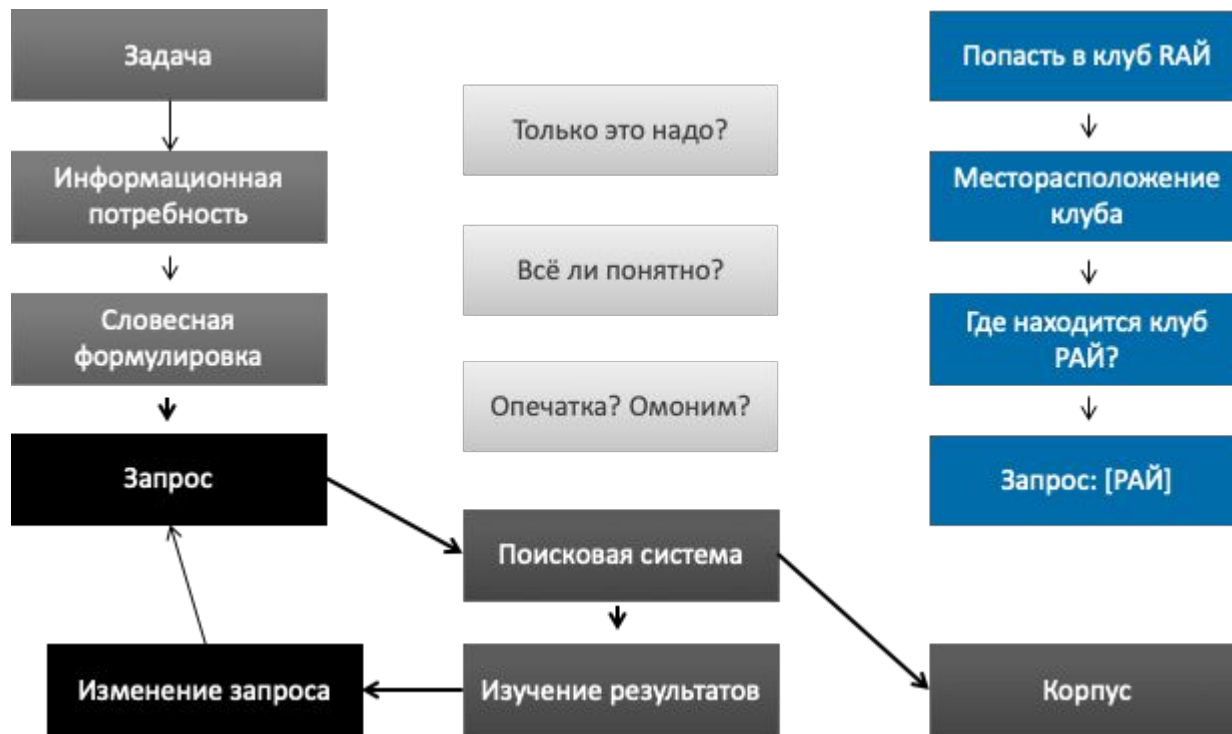 Задача
Информационная
потребность
Словесная
формулировка
Запрос
Изменение запроса
Только это надо?
Всё ли понятно?
Опечатка? Омоним?
Поисковая система
Изучение результатов
Попасть в клуб RАЙ
Месторасположение
клуба
Где находится клуб
РАЙ?
Запрос: [РАЙ]
Корпус